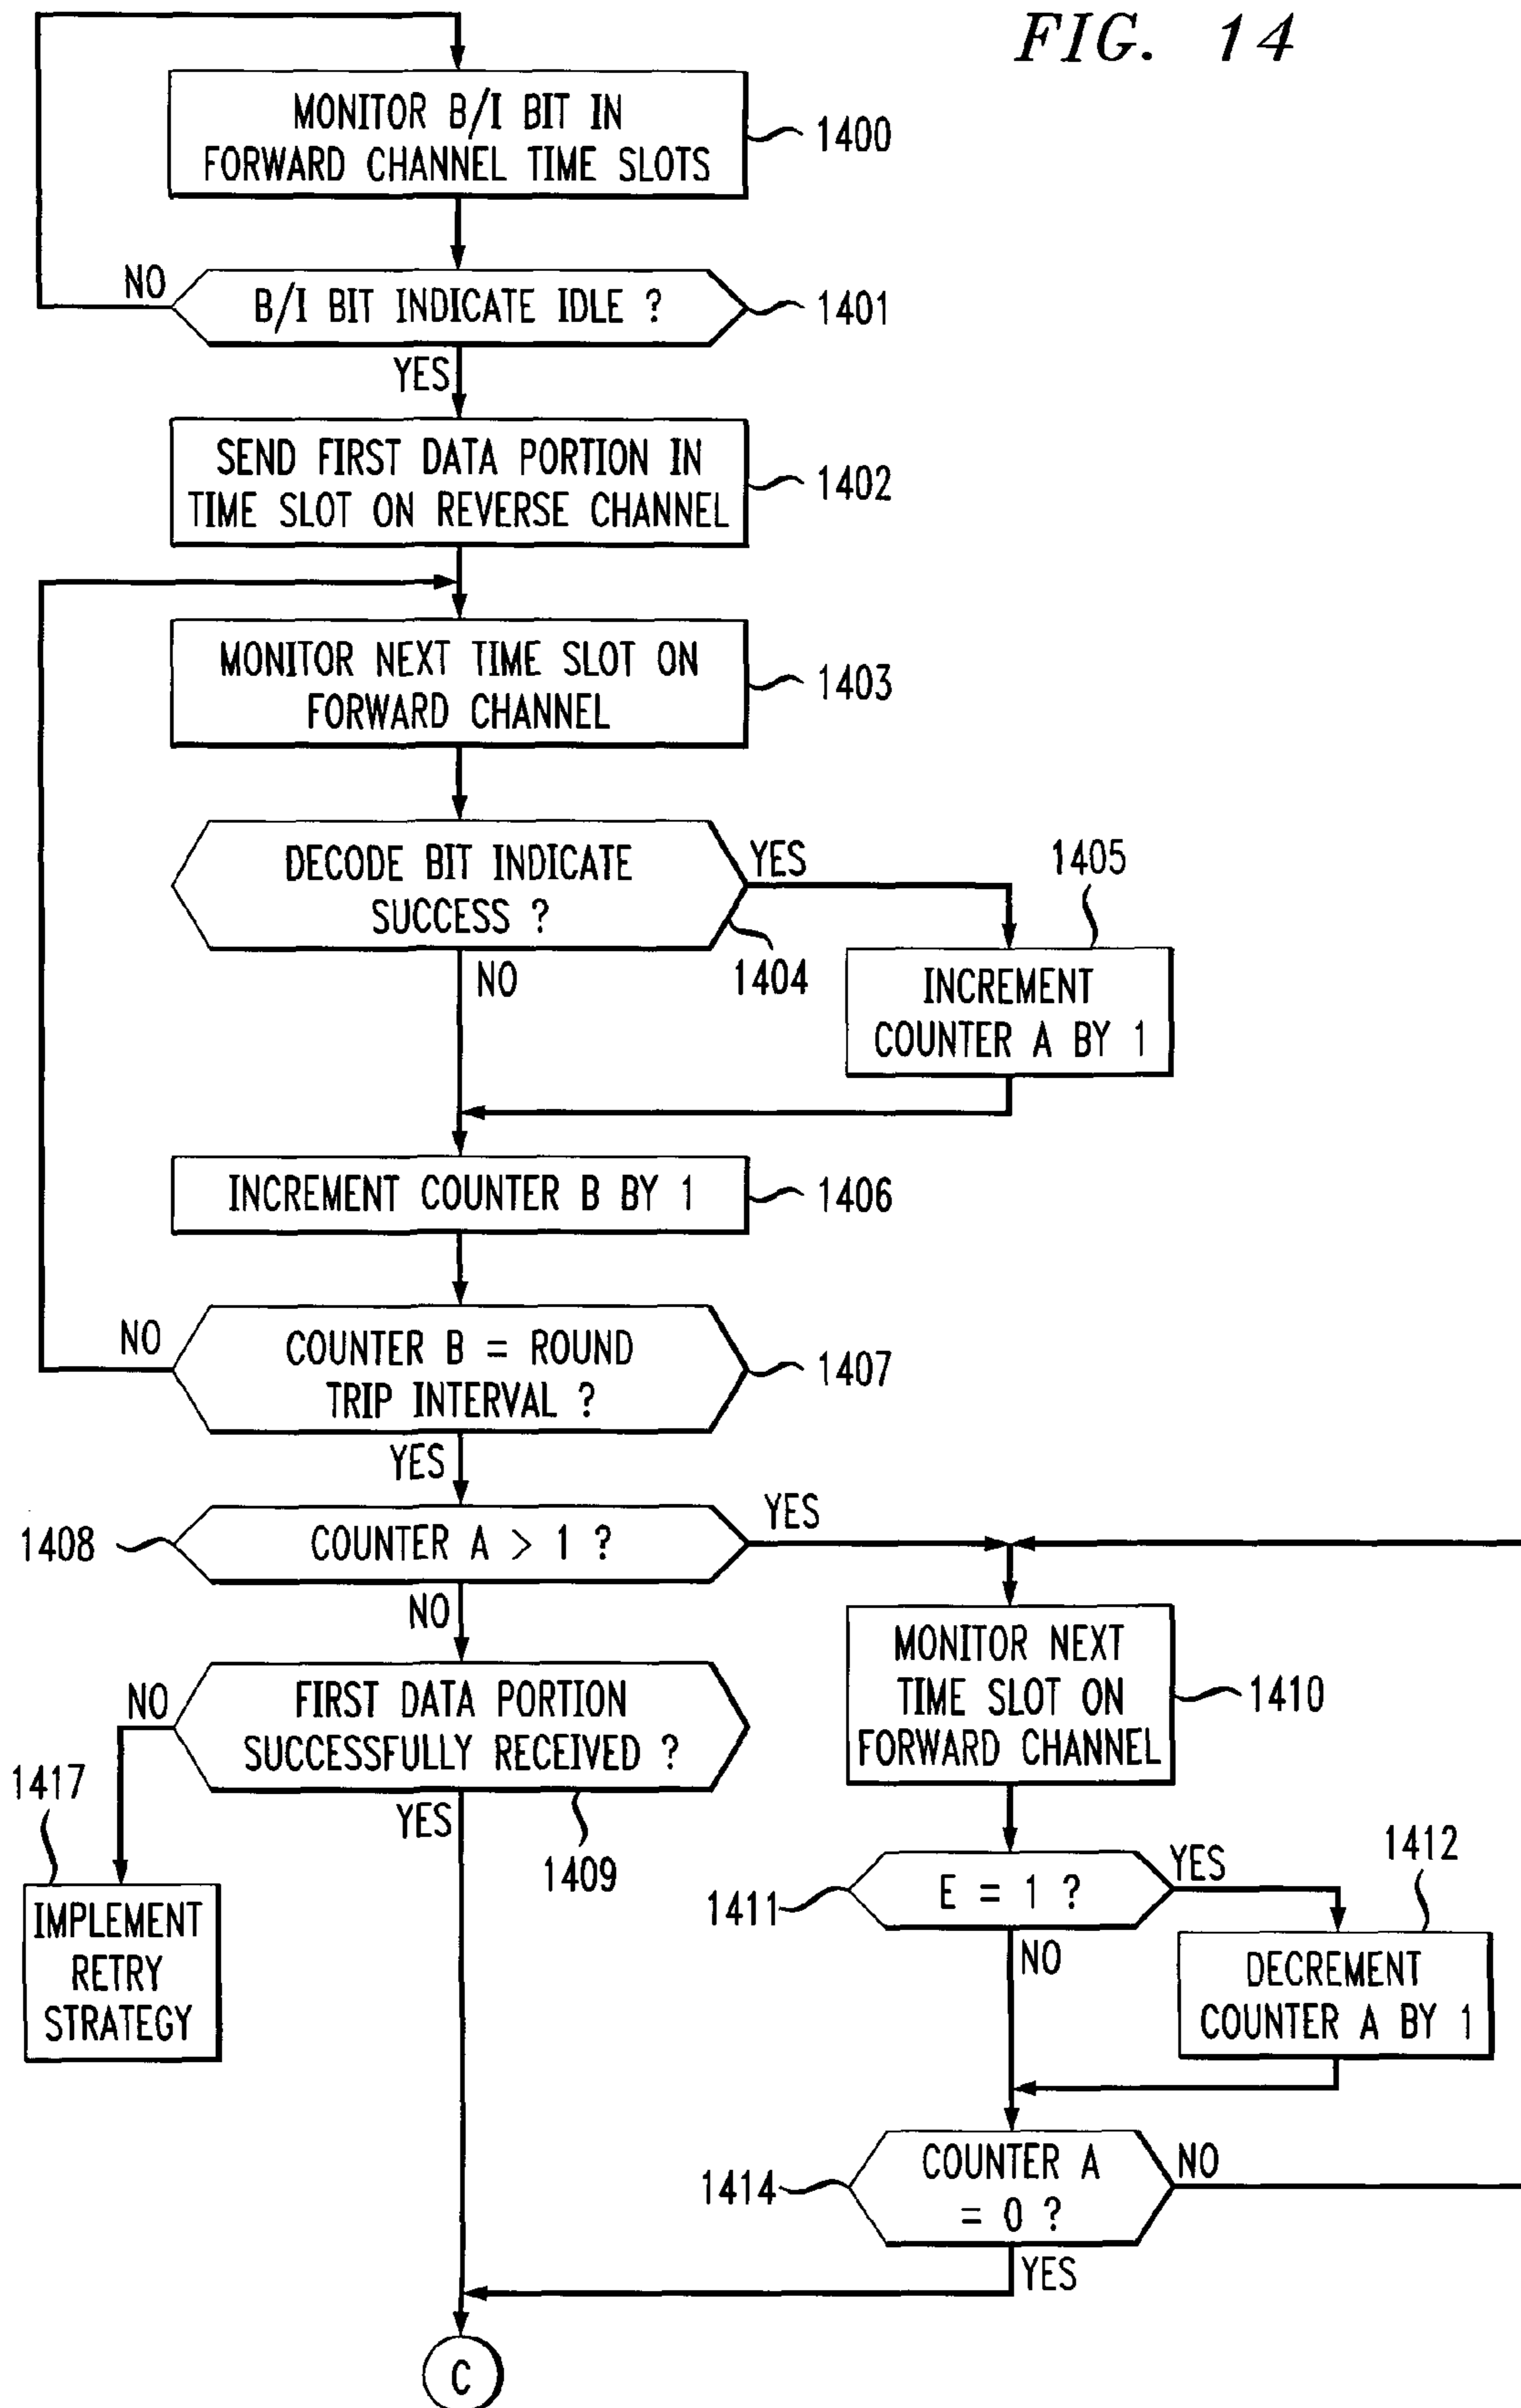 FIG. 14
MONITOR B/I BIT IN
FORWARD CHANNEL TIME SLOTS
1400
NO
B/I BIT INDICATE IDLE ?
1401
YES
SEND FIRST DATA PORTION IN
TIME SLOT ON REVERSE CHANNEL
1402
MONITOR NEXT TIME SLOT ON
FORWARD CHANNEL
1403
DECODE BIT INDICATE
SUCCESS ?
YES
1404
NO
1405
INCREMENT
COUNTER A BY 1
INCREMENT COUNTER B BY 1
1406
NO
COUNTER B = ROUND
TRIP INTERVAL ?
1407
YES
1408
COUNTER A > 1 ?
YES
NO
NO
FIRST DATA PORTION
SUCCESSFULLY RECEIVED ?
1409
YES
1417
IMPLEMENT
RETRY
STRATEGY
MONITOR NEXT
TIME SLOT ON
FORWARD CHANNEL
1410
1411
E = 1 ?
YES
NO
1412
DECREMENT
COUNTER A BY 1
1414
COUNTER A
= 0 ?
NO
YES
C